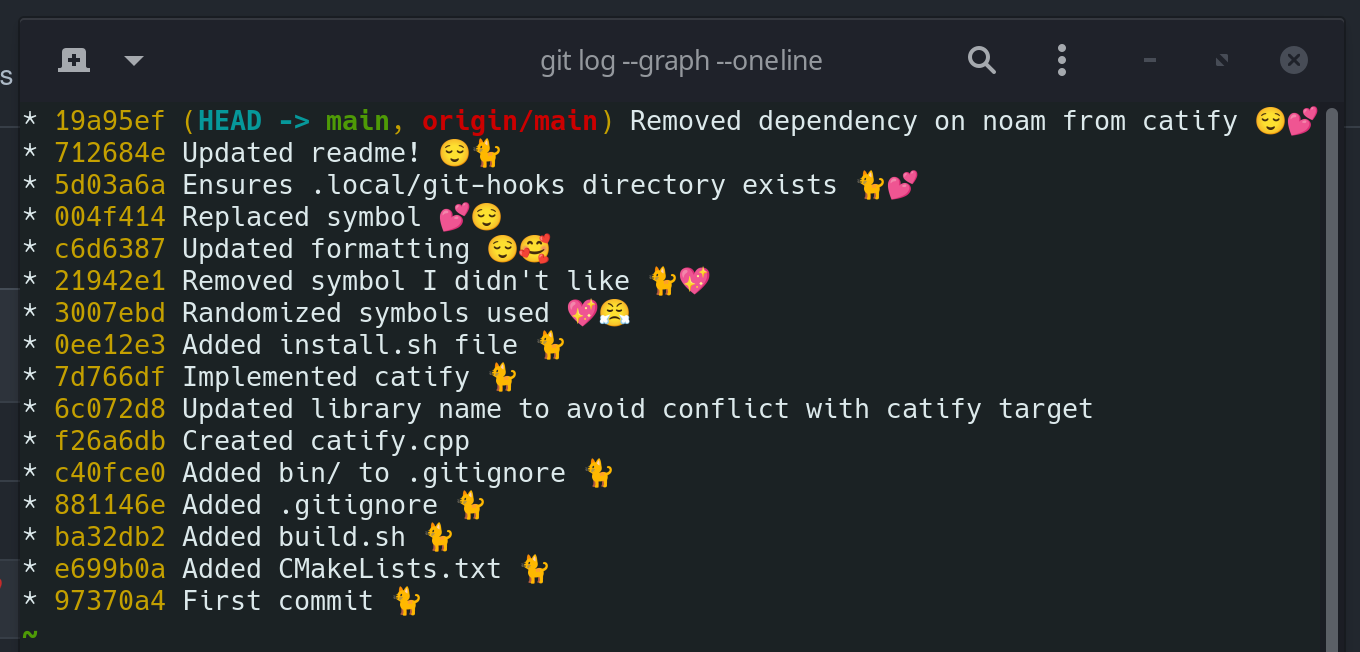 s
git log --graph --oneline
* 19a95ef (HEAD -> main, origin/main) Removed dependency on noam from catify 😌💕
* 712684e Updated readme! 😌🐈
* 5d03a6a Ensures .local/git-hooks directory exists 🐈💕
* 004f414 Replaced symbol 💕😌
* c6d6387 Updated formatting 😌🥰
* 21942e1 Removed symbol I didn't like 🐈💖
* 3007ebd Randomized symbols used 💖😤
* 0ee12e3 Added install.sh file 🐈
* 7d766df Implemented catify 🐈
* 6c072d8 Updated library name to avoid conflict with catify target
* f26a6db Created catify.cpp
* c40fce0 Added bin/ to .gitignore 🐈
* 881146e Added .gitignore 🐈
* ba32db2 Added build.sh 🐈
* e699b0a Added CMakeLists.txt 🐈
* 97370a4 First commit 🐈
~